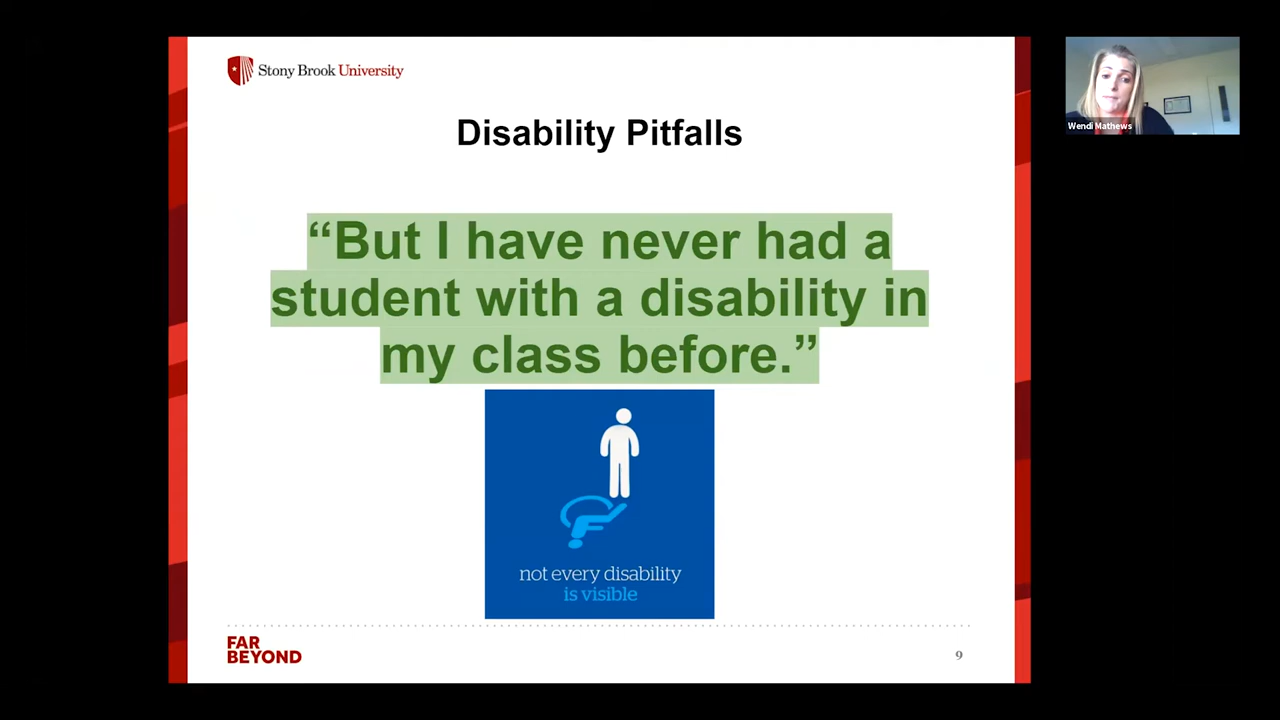 Stony Brook University
Disability Pitfalls
“But I have never had a
student with a disability in
my class before.”
not every disability
is visible
FAR
BEYOND
9
Wendi Mathews